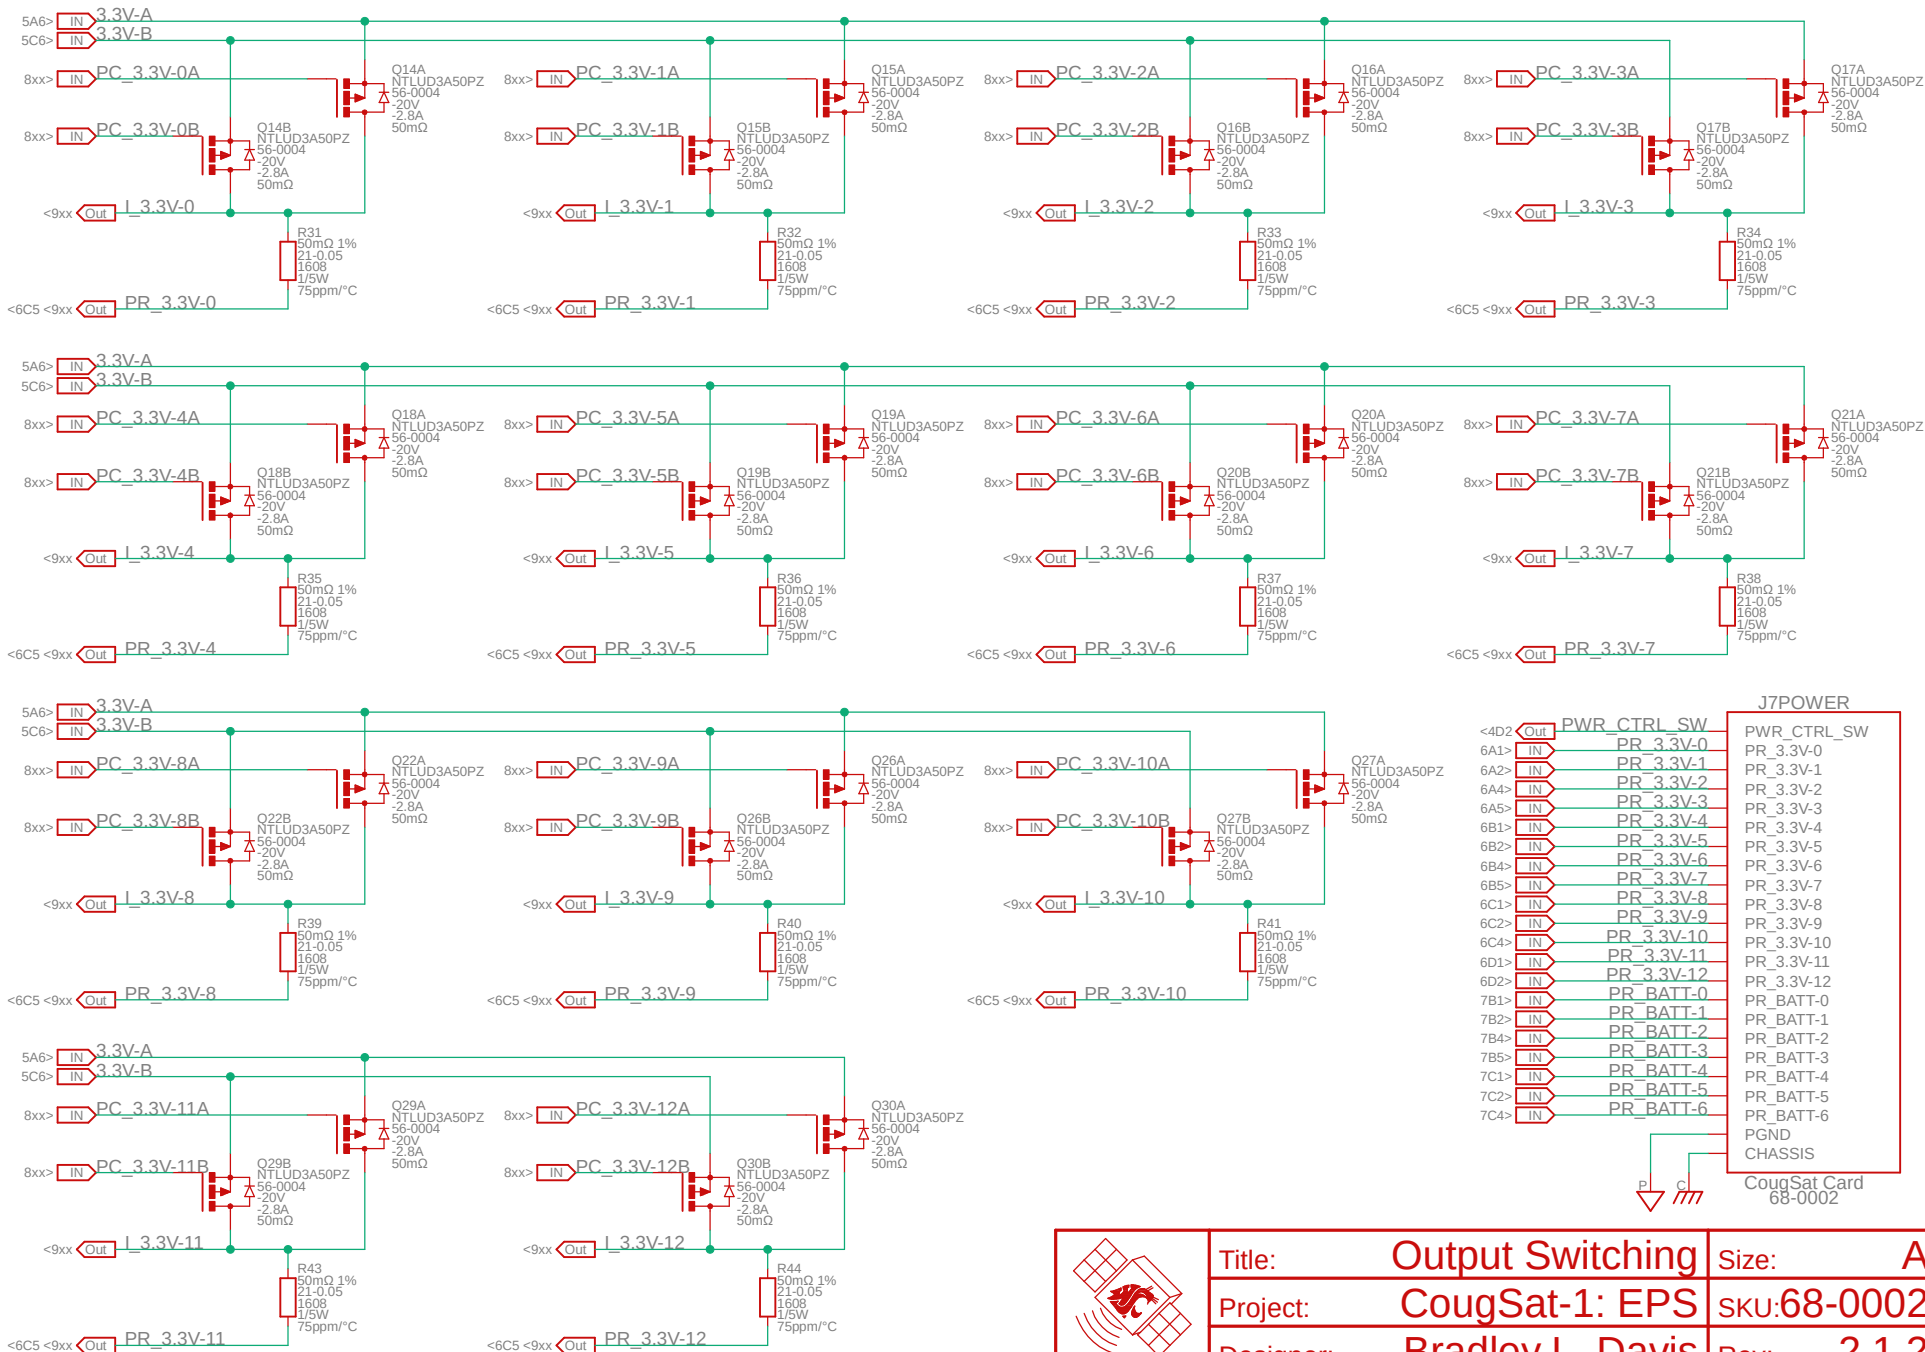 5A6> IN 3.3V-A
5C6> IN 3.3V-B
8xx> IN PC_3.3V-0A
Q14A
NTLUD3A50PZ
56-0004
-20V
-2.8A
50mΩ
8xx> IN PC_3.3V-0B
Q14B
NTLUD3A50PZ
56-0004
-20V
-2.8A
50mΩ
<9xx Out I_3.3V-0
R31
50mΩ 1%
21-0.05
1608
1/5W
75ppm/°C
<6C5 <9xx Out PR_3.3V-0
8xx> IN PC_3.3V-1A
Q15A
NTLUD3A50PZ
56-0004
-20V
-2.8A
50mΩ
8xx> IN PC_3.3V-1B
Q15B
NTLUD3A50PZ
56-0004
-20V
-2.8A
50mΩ
<9xx Out I_3.3V-1
R32
50mΩ 1%
21-0.05
1608
1/5W
75ppm/°C
<6C5 <9xx Out PR_3.3V-1
8xx> IN PC_3.3V-2A
Q16A
NTLUD3A50PZ
56-0004
-20V
-2.8A
50mΩ
8xx> IN PC_3.3V-2B
Q16B
NTLUD3A50PZ
56-0004
-20V
-2.8A
50mΩ
<9xx Out I_3.3V-2
R33
50mΩ 1%
21-0.05
1608
1/5W
75ppm/°C
<6C5 <9xx Out PR_3.3V-2
8xx> IN PC_3.3V-3A
Q17A
NTLUD3A50PZ
56-0004
-20V
-2.8A
50mΩ
8xx> IN PC_3.3V-3B
Q17B
NTLUD3A50PZ
56-0004
-20V
-2.8A
50mΩ
<9xx Out I_3.3V-3
R34
50mΩ 1%
21-0.05
1608
1/5W
75ppm/°C
<6C5 <9xx Out PR_3.3V-3
5A6> IN 3.3V-A
5C6> IN 3.3V-B
8xx> IN PC_3.3V-4A
Q18A
NTLUD3A50PZ
56-0004
-20V
-2.8A
50mΩ
8xx> IN PC_3.3V-4B
Q18B
NTLUD3A50PZ
56-0004
-20V
-2.8A
50mΩ
<9xx Out I_3.3V-4
R35
50mΩ 1%
21-0.05
1608
1/5W
75ppm/°C
<6C5 <9xx Out PR_3.3V-4
8xx> IN PC_3.3V-5A
Q19A
NTLUD3A50PZ
56-0004
-20V
-2.8A
50mΩ
8xx> IN PC_3.3V-5B
Q19B
NTLUD3A50PZ
56-0004
-20V
-2.8A
50mΩ
<9xx Out I_3.3V-5
R36
50mΩ 1%
21-0.05
1608
1/5W
75ppm/°C
<6C5 <9xx Out PR_3.3V-5
8xx> IN PC_3.3V-6A
Q20A
NTLUD3A50PZ
56-0004
-20V
-2.8A
50mΩ
8xx> IN PC_3.3V-6B
Q20B
NTLUD3A50PZ
56-0004
-20V
-2.8A
50mΩ
<9xx Out I_3.3V-6
R37
50mΩ 1%
21-0.05
1608
1/5W
75ppm/°C
<6C5 <9xx Out PR_3.3V-6
8xx> IN PC_3.3V-7A
Q21A
NTLUD3A50PZ
56-0004
-20V
-2.8A
50mΩ
8xx> IN PC_3.3V-7B
Q21B
NTLUD3A50PZ
56-0004
-20V
-2.8A
50mΩ
<9xx Out I_3.3V-7
R38
50mΩ 1%
21-0.05
1608
1/5W
75ppm/°C
<6C5 <9xx Out PR_3.3V-7
5A6> IN 3.3V-A
5C6> IN 3.3V-B
8xx> IN PC_3.3V-8A
Q22A
NTLUD3A50PZ
56-0004
-20V
-2.8A
50mΩ
8xx> IN PC_3.3V-8B
Q22B
NTLUD3A50PZ
56-0004
-20V
-2.8A
50mΩ
<9xx Out I_3.3V-8
R39
50mΩ 1%
21-0.05
1608
1/5W
75ppm/°C
<6C5 <9xx Out PR_3.3V-8
8xx> IN PC_3.3V-9A
Q26A
NTLUD3A50PZ
56-0004
-20V
-2.8A
50mΩ
8xx> IN PC_3.3V-9B
Q26B
NTLUD3A50PZ
56-0004
-20V
-2.8A
50mΩ
<9xx Out I_3.3V-9
R40
50mΩ 1%
21-0.05
1608
1/5W
75ppm/°C
<6C5 <9xx Out PR_3.3V-9
8xx> IN PC_3.3V-10A
Q27A
NTLUD3A50PZ
56-0004
-20V
-2.8A
50mΩ
8xx> IN PC_3.3V-10B
Q27B
NTLUD3A50PZ
56-0004
-20V
-2.8A
50mΩ
<9xx Out I_3.3V-10
R41
50mΩ 1%
21-0.05
1608
1/5W
75ppm/°C
<6C5 <9xx Out PR_3.3V-10
J7POWER
<4D2 Out PWR_CTRL_SW PWR_CTRL_SW
6A1> IN PR_3.3V-0 PR_3.3V-0
6A2> IN PR_3.3V-1 PR_3.3V-1
6A4> IN PR_3.3V-2 PR_3.3V-2
6A5> IN PR_3.3V-3 PR_3.3V-3
6B1> IN PR_3.3V-4 PR_3.3V-4
6B2> IN PR_3.3V-5 PR_3.3V-5
6B4> IN PR_3.3V-6 PR_3.3V-6
6B5> IN PR_3.3V-7 PR_3.3V-7
6C1> IN PR_3.3V-8 PR_3.3V-8
6C2> IN PR_3.3V-9 PR_3.3V-9
6C4> IN PR_3.3V-10 PR_3.3V-10
6D1> IN PR_3.3V-11 PR_3.3V-11
6D2> IN PR_3.3V-12 PR_3.3V-12
7B1> IN PR_BATT-0 PR_BATT-0
7B2> IN PR_BATT-1 PR_BATT-1
7B4> IN PR_BATT-2 PR_BATT-2
7B5> IN PR_BATT-3 PR_BATT-3
7C1> IN PR_BATT-4 PR_BATT-4
7C2> IN PR_BATT-5 PR_BATT-5
7C4> IN PR_BATT-6 PR_BATT-6
PGND
CHASSIS
P C
CougSat Card
68-0002
5A6> IN 3.3V-A
5C6> IN 3.3V-B
8xx> IN PC_3.3V-11A
Q29A
NTLUD3A50PZ
56-0004
-20V
-2.8A
50mΩ
8xx> IN PC_3.3V-11B
Q29B
NTLUD3A50PZ
56-0004
-20V
-2.8A
50mΩ
<9xx Out I_3.3V-11
R43
50mΩ 1%
21-0.05
1608
1/5W
75ppm/°C
<6C5 <9xx Out PR_3.3V-11
8xx> IN PC_3.3V-12A
Q30A
NTLUD3A50PZ
56-0004
-20V
-2.8A
50mΩ
8xx> IN PC_3.3V-12B
Q30B
NTLUD3A50PZ
56-0004
-20V
-2.8A
50mΩ
<9xx Out I_3.3V-12
R44
50mΩ 1%
21-0.05
1608
1/5W
75ppm/°C
<6C5 <9xx Out PR_3.3V-12
Title: Output Switching Size: A
Project: CougSat-1: EPS SKU:68-0002
Designer: Bradley L. Davis Rev: 2.1.2